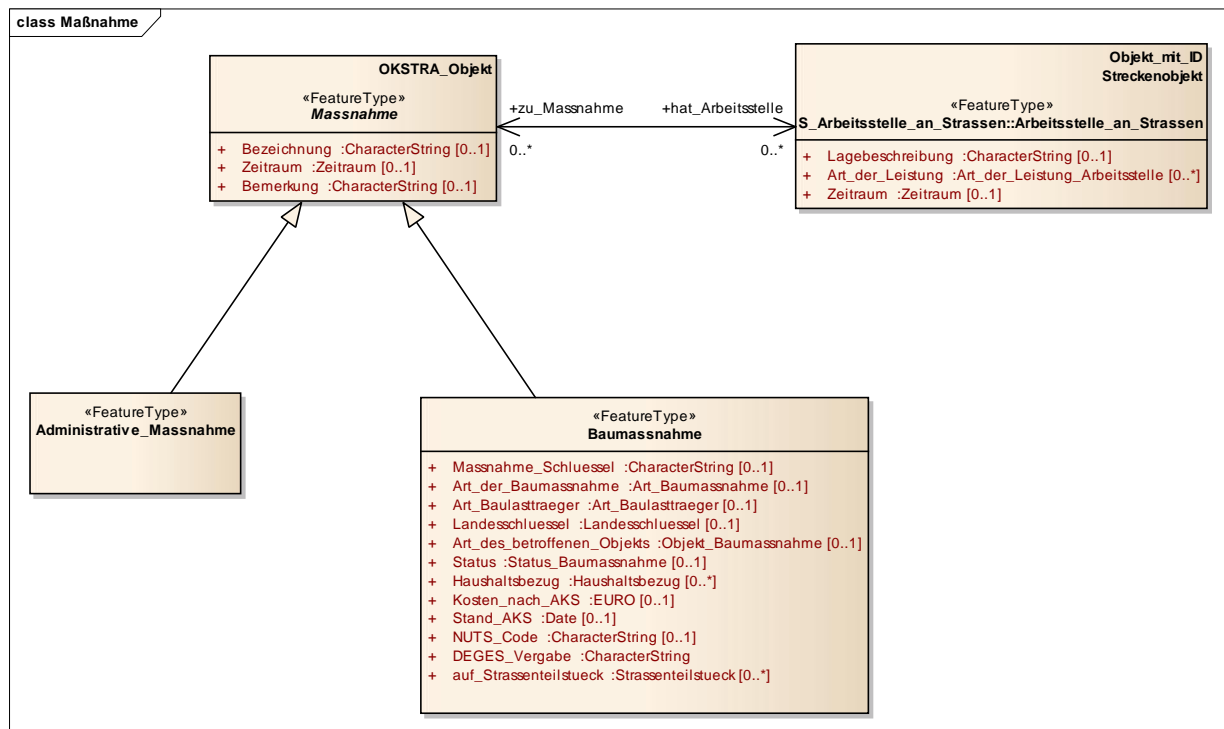 class Maßnahme
OKSTRA_Objekt
«FeatureType»
Massnahme
+ Bezeichnung :CharacterString [0..1]
+ Zeitraum :Zeitraum [0..1]
+ Bemerkung :CharacterString [0..1]
+zu_Massnahme
+hat_Arbeitsstelle
0..*
0..*
Objekt_mit_ID
Streckenobjekt
«FeatureType»
S_Arbeitsstelle_an_Strassen::Arbeitsstelle_an_Strassen
+ Lagebeschreibung :CharacterString [0..1]
+ Art_der_Leistung :Art_der_Leistung_Arbeitsstelle [0..*]
+ Zeitraum :Zeitraum [0..1]
«FeatureType»
Administrative_Massnahme
«FeatureType»
Baumassnahme
+ Massnahme_Schluessel :CharacterString [0..1]
+ Art_der_Baumassnahme :Art_Baumassnahme [0..1]
+ Art_Baulasttraeger :Art_Baulasttraeger [0..1]
+ Landesschluessel :Landesschluessel [0..1]
+ Art_des_betroffenen_Objekts :Objekt_Baumassnahme [0..1]
+ Status :Status_Baumassnahme [0..1]
+ Haushaltsbezug :Haushaltsbezug [0..*]
+ Kosten_nach_AKS :EURO [0..1]
+ Stand_AKS :Date [0..1]
+ NUTS_Code :CharacterString [0..1]
+ DEGES_Vergabe :CharacterString
+ auf_Strassenteilstueck :Strassenteilstueck [0..*]